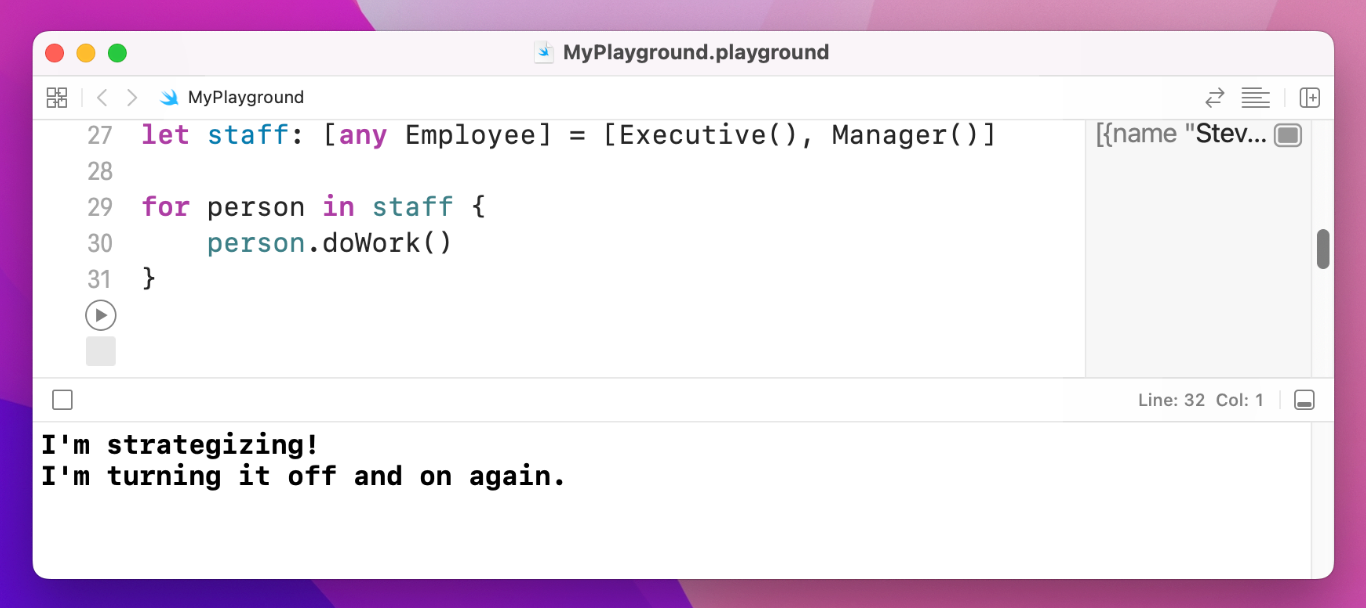 MyPlayground.playground
MyPlayground
27 let staff: [any Employee] = [Executive(), Manager()] [{name "Stev...
28
29 for person in staff {
30     person.doWork()
31 }
Line: 32 Col: 1
I'm strategizing!
I'm turning it off and on again.